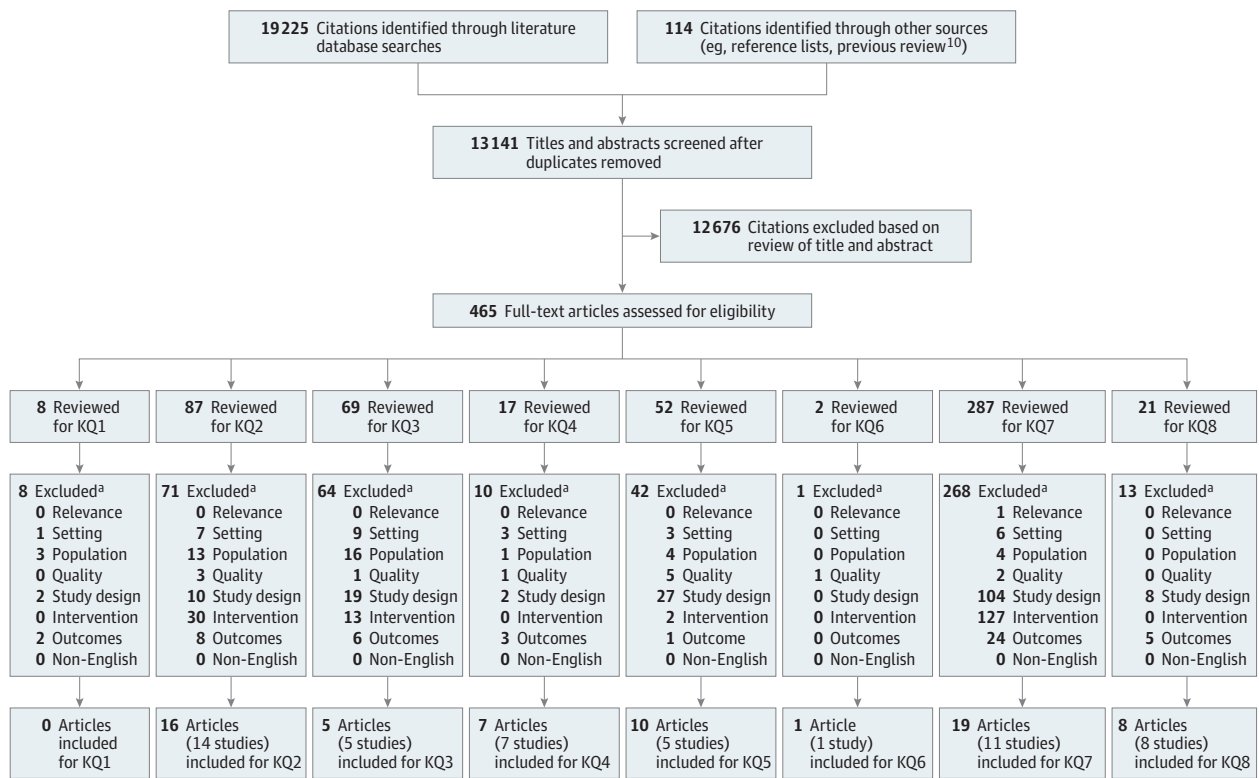 19225 Citations identified through literature
database searches
114 Citations identified through other sources
(eg, reference lists, previous review10)
13141 Titles and abstracts screened after
duplicates removed
12676 Citations excluded based on
review of title and abstract
465 Full-text articles assessed for eligibility
8 Reviewed
for KQ1
87 Reviewed
for KQ2
69 Reviewed
for KQ3
17 Reviewed
for KQ4
52 Reviewed
for KQ5
2 Reviewed
for KQ6
287 Reviewed
for KQ7
21 Reviewed
for KQ8
8 Excludeda
0 Relevance
1 Setting
3 Population
0 Quality
2 Study design
0 Intervention
2 Outcomes
0 Non-English
71 Excludeda
0 Relevance
7 Setting
13 Population
3 Quality
10 Study design
30 Intervention
8 Outcomes
0 Non-English
64 Excludeda
0 Relevance
9 Setting
16 Population
1 Quality
19 Study design
13 Intervention
6 Outcomes
0 Non-English
10 Excludeda
0 Relevance
3 Setting
1 Population
1 Quality
2 Study design
0 Intervention
3 Outcomes
0 Non-English
42 Excludeda
0 Relevance
3 Setting
4 Population
5 Quality
27 Study design
2 Intervention
1 Outcome
0 Non-English
1 Excludeda
0 Relevance
0 Setting
0 Population
1 Quality
0 Study design
0 Intervention
0 Outcomes
0 Non-English
268 Excludeda
1 Relevance
6 Setting
4 Population
2 Quality
104 Study design
127 Intervention
24 Outcomes
0 Non-English
13 Excludeda
0 Relevance
0 Setting
0 Population
0 Quality
8 Study design
0 Intervention
5 Outcomes
0 Non-English
0 Articles
included
for KQ1
16 Articles
(14 studies)
included for KQ2
5 Articles
(5 studies)
included for KQ3
7 Articles
(7 studies)
included for KQ4
10 Articles
(5 studies)
included for KQ5
1 Article
(1 study)
included for KQ6
19 Articles
(11 studies)
included for KQ7
8 Articles
(8 studies)
included for KQ8